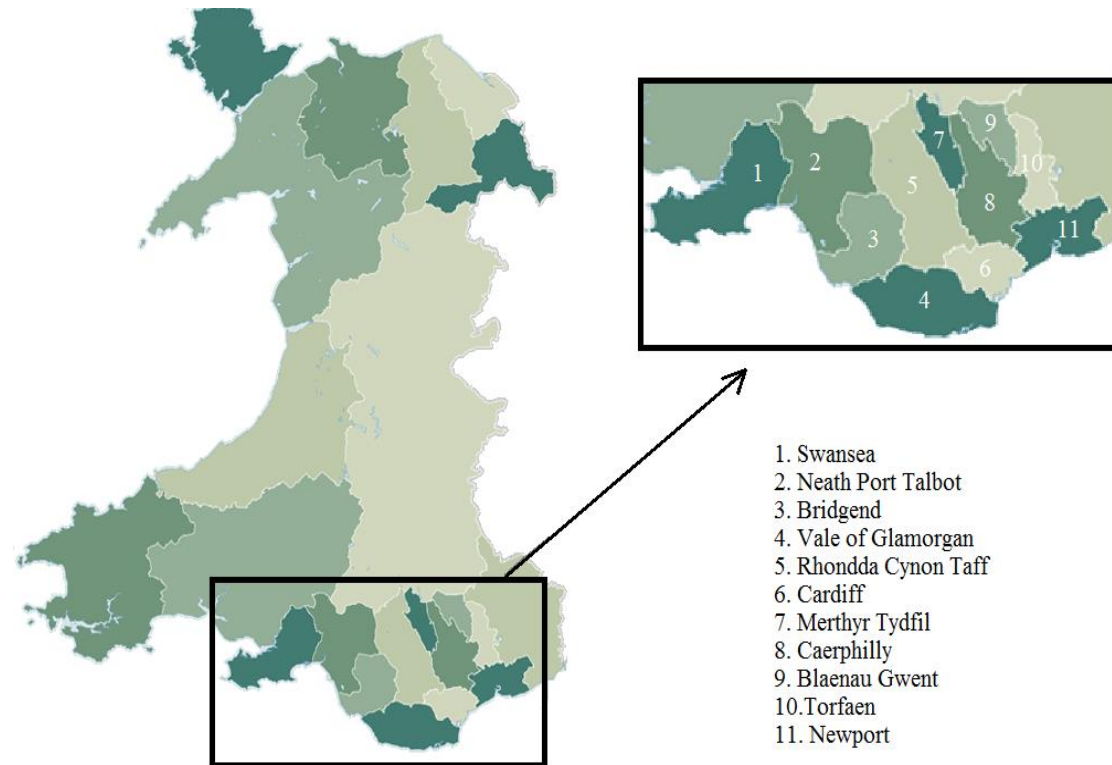 9
7
10
2
1
5
8
3
11
6
4
1. Swansea
2. Neath Port Talbot
3. Bridgend
4. Vale of Glamorgan
5. Rhondda Cynon Taff
6. Cardiff
7. Merthyr Tydfil
8. Caerphilly
9. Blaenau Gwent
10.Torfaen
11. Newport